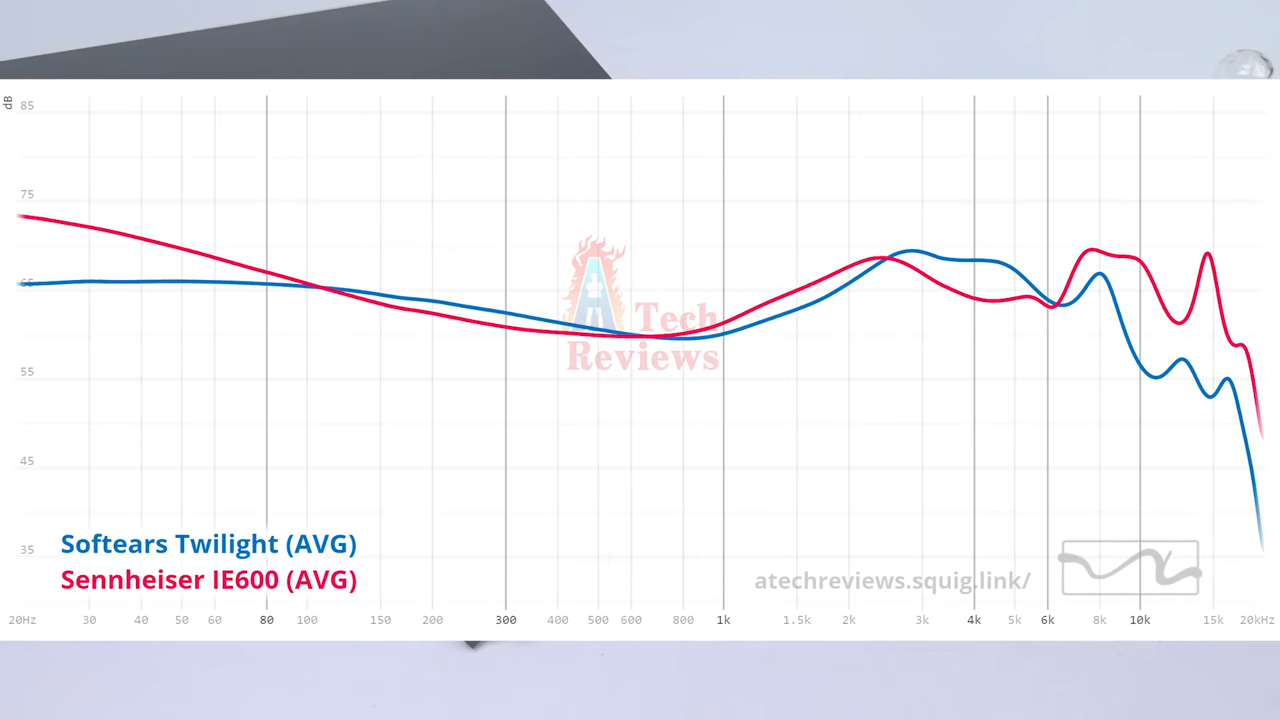 dB
85
75
65
55
45
35
Tech
Reviews
Softears Twilight (AVG)
Sennheiser IE600 (AVG)
atechreviews.squig.link/
20Hz 30 40 50 60 80 100 150 200 300 400 500 600 800 1k 1.5k 2k 3k 4k 5k 6k 8k 10k 15k 20kHz